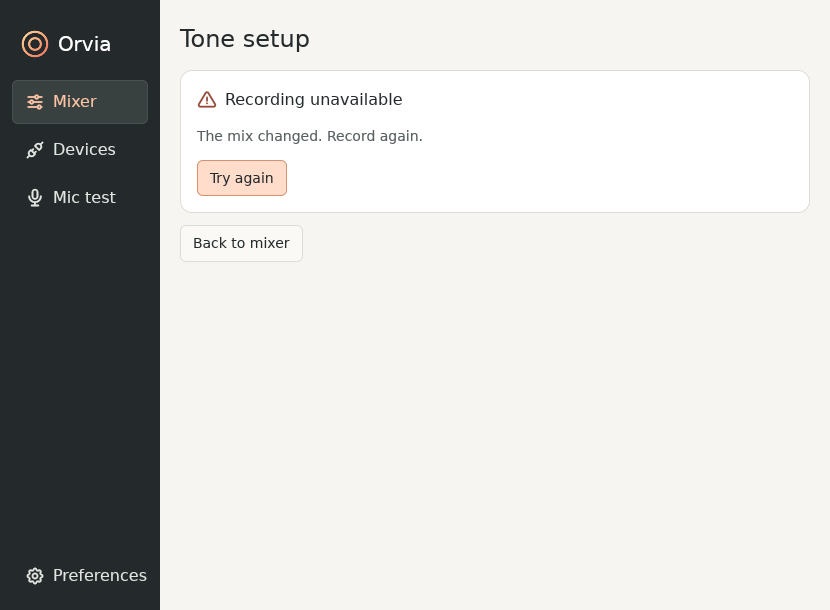 Orvia
Mixer
Devices
Mic test
Preferences
Tone setup
Recording unavailable
The mix changed. Record again.
Try again
Back to mixer